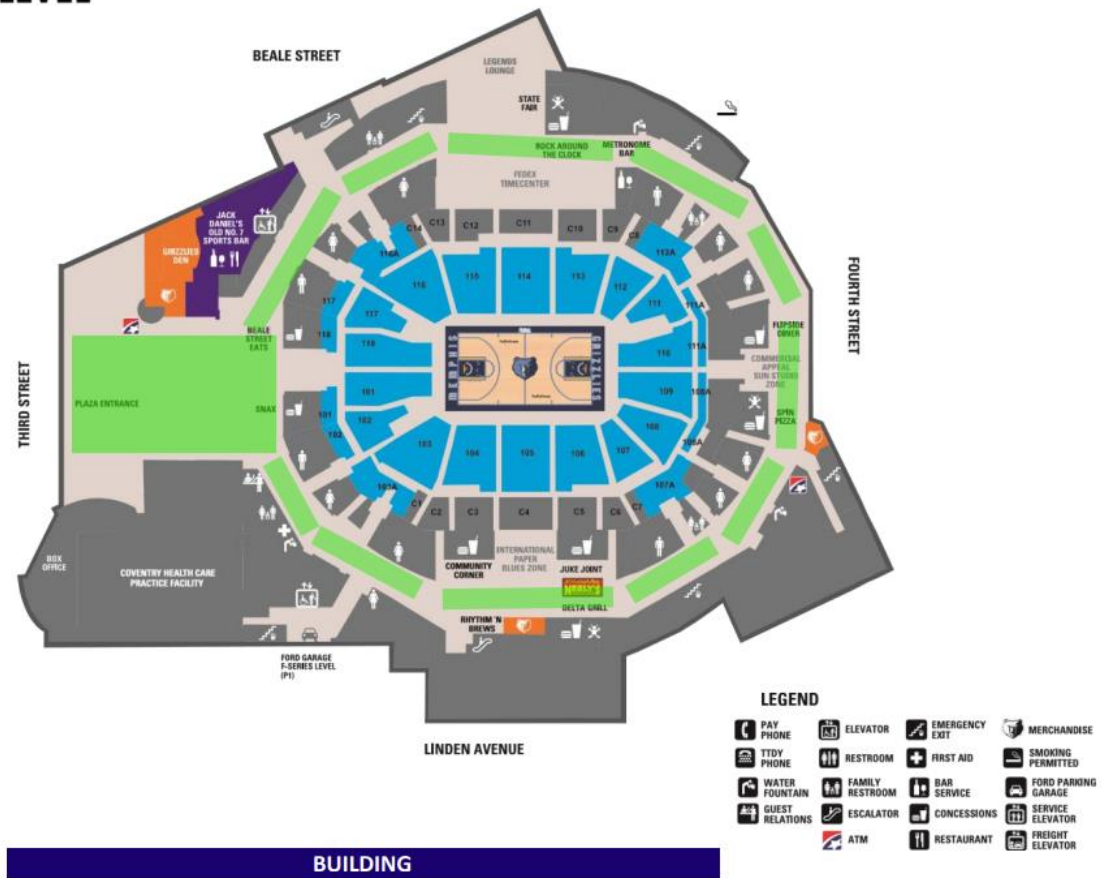 BEALE STREET
LEGENDS
LOUNGE
STATE
FAIR
ROCK AROUND
THE CLOCK
METRONOME
BAR
FEDEX
TIMECENTER
JACK
DANIEL'S
OLD NO. 7
SPORTS BAR
GRIZZLIES
DEN
C14
C13
C12
C11
C10
C9
C8
116A
113A
116
115
114
113
112
111
111A
117
117
118
118
110
111A
BEALE
STREET
EATS
FLIPSIDE
DINER
FOURTH STREET
COMMERCIAL
APPEAL
SUN STUDIO
ZONE
MEMPHIS
GRIZZLIES
THIRD STREET
PLAZA ENTRANCE
SNAX
101
101
102
102
109
108A
SPIN
PIZZA
103
104
105
106
107
108
103A
107A
C1
C2
C3
C4
C5
C6
C7
BOX
OFFICE
COVENTRY HEALTH CARE
PRACTICE FACILITY
COMMUNITY
CORNER
INTERNATIONAL
PAPER
BLUES ZONE
JUKE JOINT
DELTA GRILL
RHYTHM 'N
BREWS
FORD GARAGE
F-SERIES LEVEL
(P1)
LINDEN AVENUE
LEGEND
PAY
PHONE
ELEVATOR
EMERGENCY
EXIT
MERCHANDISE
TTDY
PHONE
RESTROOM
FIRST AID
SMOKING
PERMITTED
WATER
FOUNTAIN
FAMILY
RESTROOM
BAR
SERVICE
FORD PARKING
GARAGE
GUEST
RELATIONS
ESCALATOR
CONCESSIONS
SERVICE
ELEVATOR
ATM
RESTAURANT
FREIGHT
ELEVATOR
BUILDING